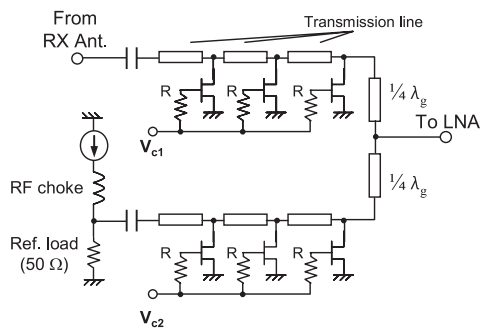 From
RX Ant.
Transmission line
R
R
R
V_c1
¼ λ_g
To LNA
¼ λ_g
RF choke
Ref. load
(50 Ω)
R
R
R
V_c2